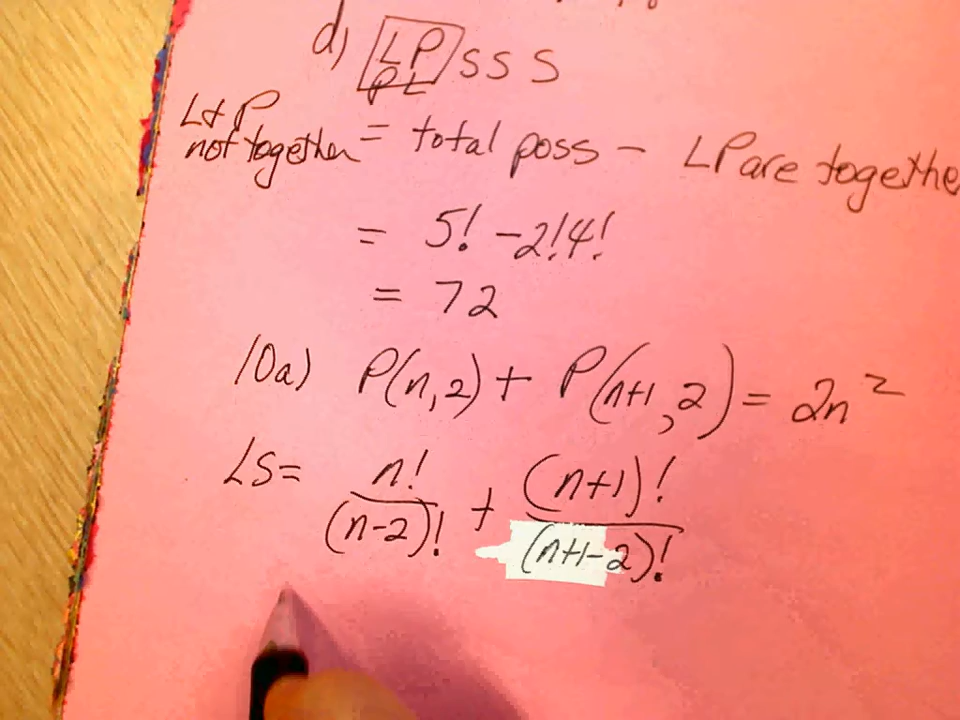 d) LP SSS
PL
L+P
not together = total poss - LP are together
= 5! - 2!4!
= 72
10a) P(n,2) + P(n+1,2) = 2n²
LS = n!/(n-2)! + (n+1)!/(n+1-2)!